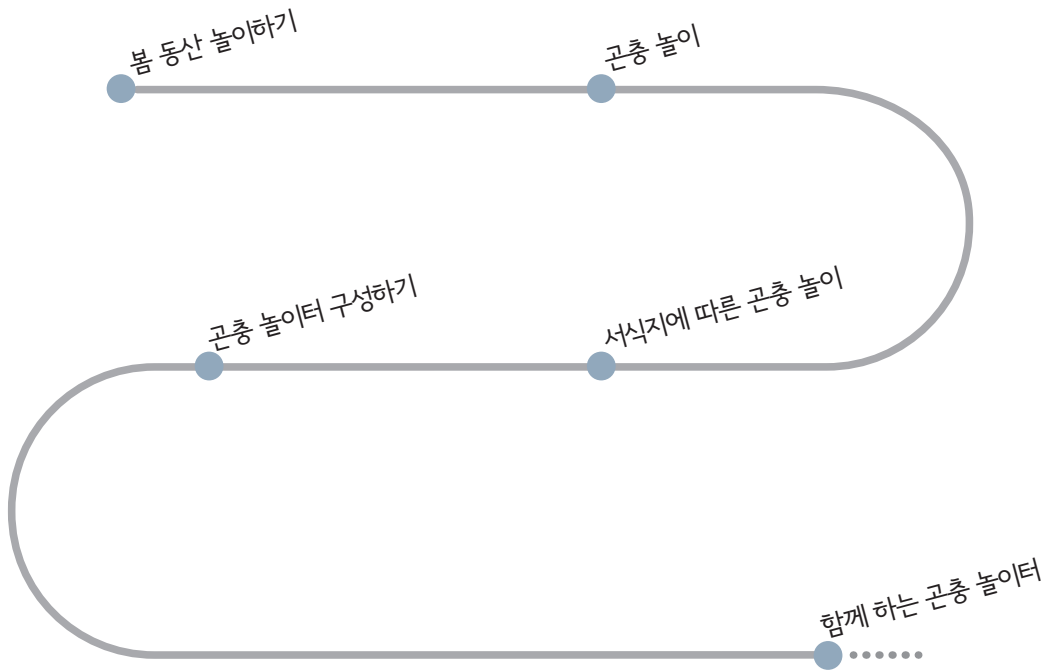 봄 동산 놀이하기
곤충 놀이
서식지에 따른 곤충 놀이
곤충 놀이터 구성하기
함께 하는 곤충 놀이터